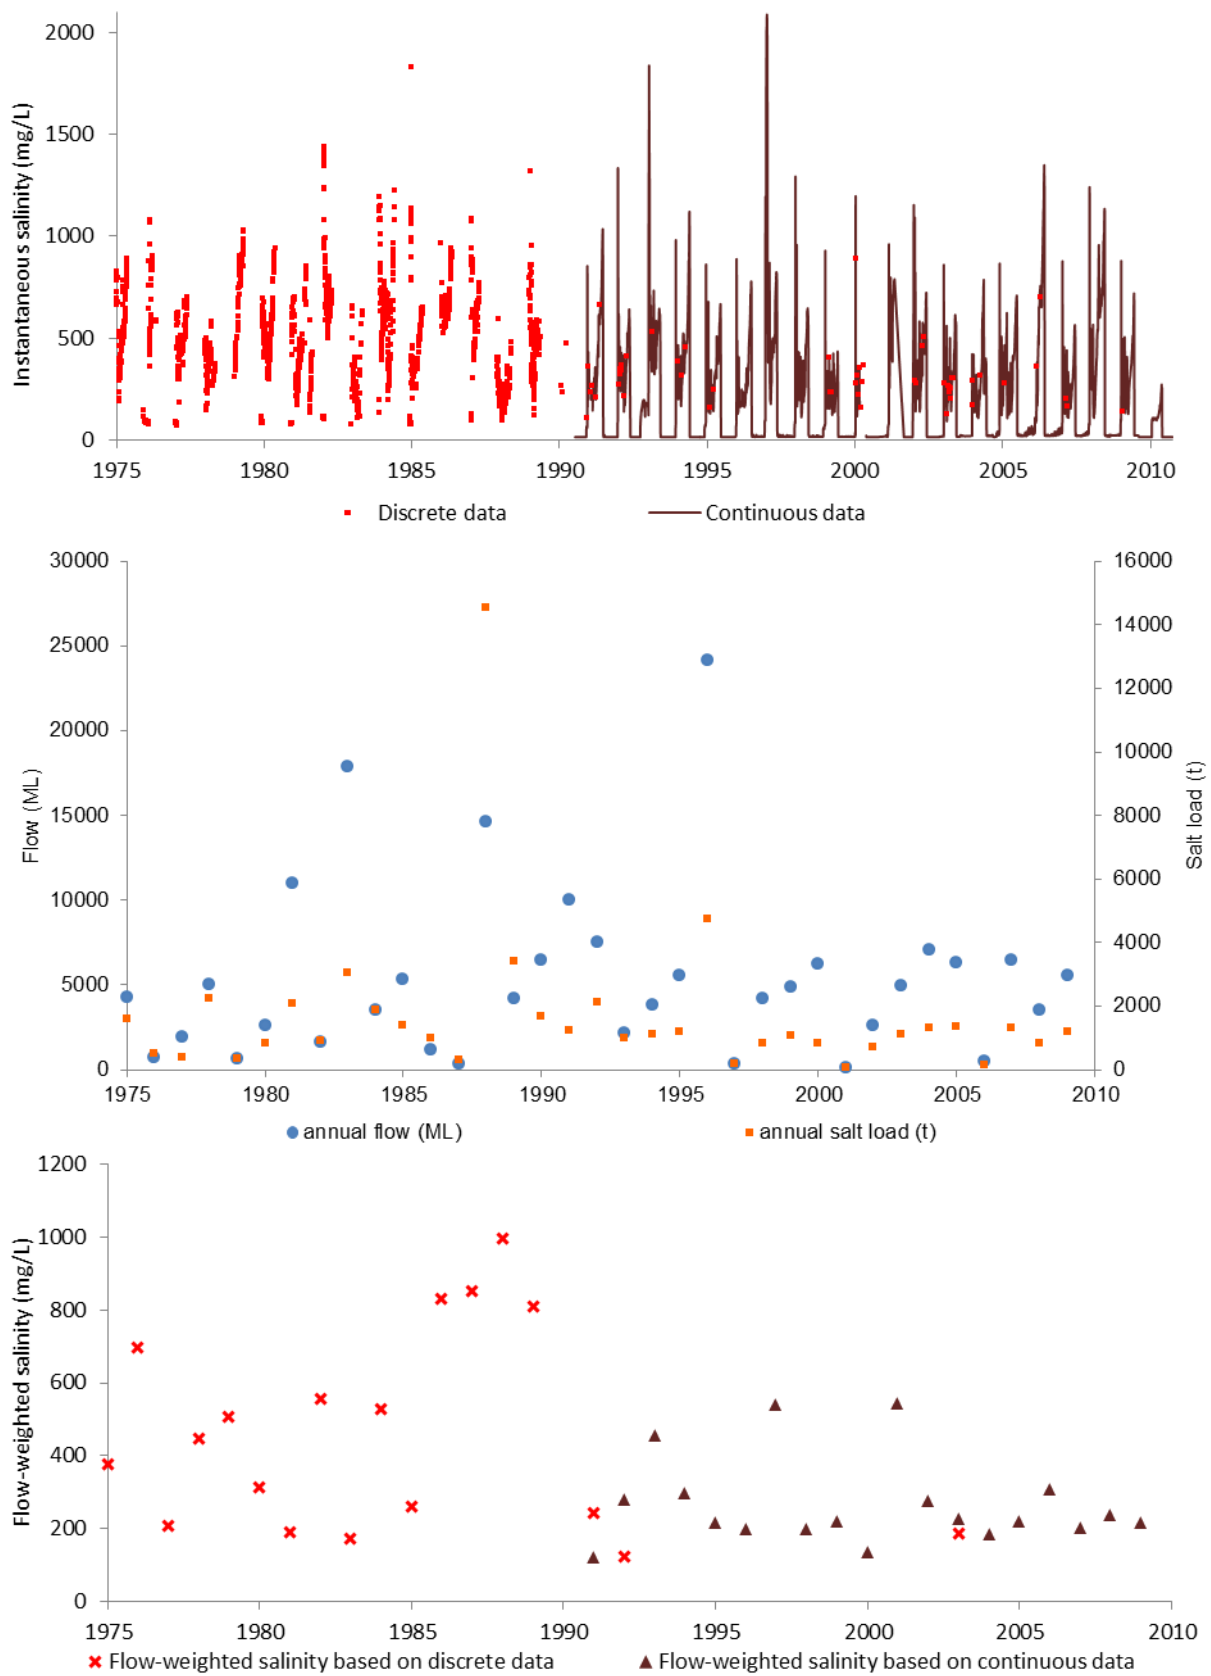 Instantaneous salinity (mg/L)
2000
1500
1000
500
0
1975 1980 1985 1990 1995 2000 2005 2010
Discrete data Continuous data
Flow (ML)
30000
25000
20000
15000
10000
5000
0
16000
14000
12000
10000
8000
6000
4000
2000
0
Salt load (t)
1975 1980 1985 1990 1995 2000 2005 2010
annual flow (ML) annual salt load (t)
Flow-weighted salinity (mg/L)
1200
1000
800
600
400
200
0
1975 1980 1985 1990 1995 2000 2005 2010
Flow-weighted salinity based on discrete data Flow-weighted salinity based on continuous data